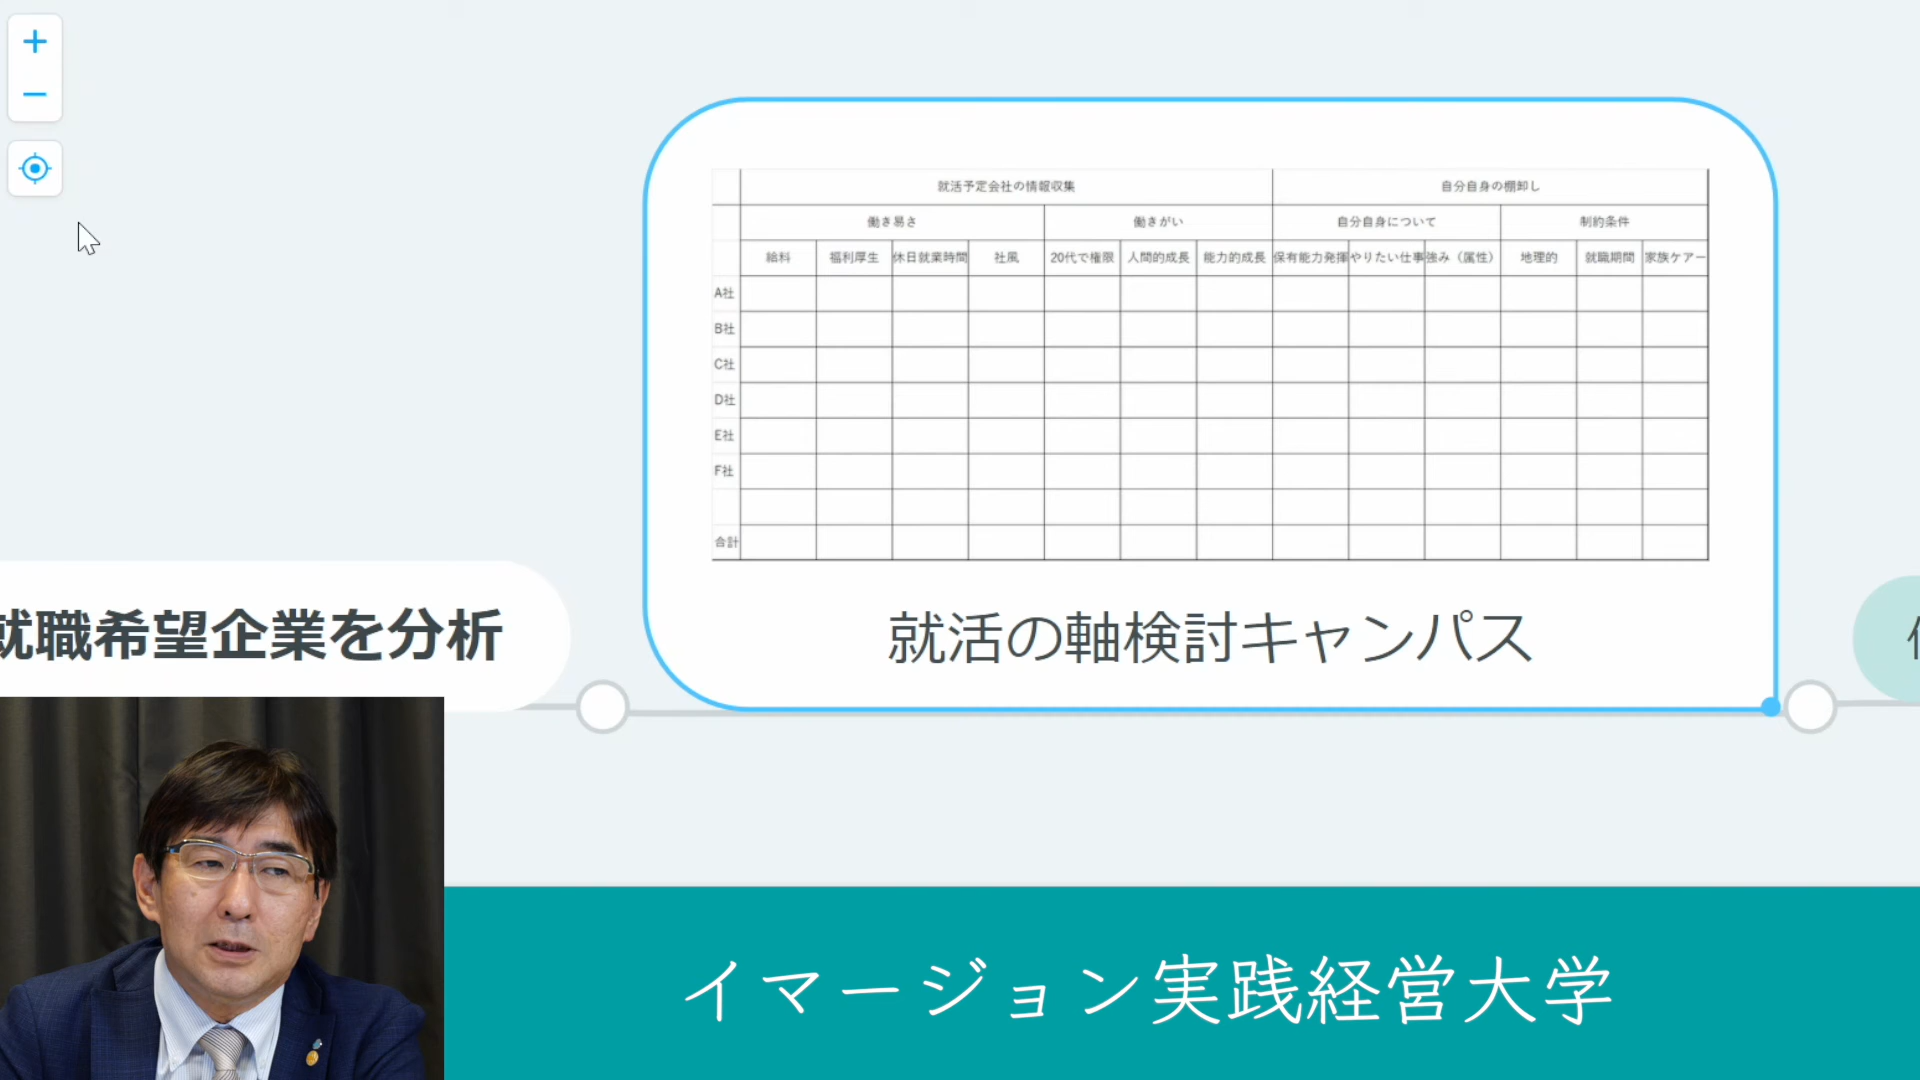 就活予定会社の情報収集 自分自身の棚卸し
働き易さ 働きがい 自分自身について 制約条件
給料 福利厚生 休日就業時間 社風 20代で権限 人間的成長 能力的成長 保有能力発揮 やりたい仕事 強み（属性） 地理的 就職期間 家族ケアー
A社
B社
C社
D社
E社
F社
合計
就職希望企業を分析
就活の軸検討キャンパス
イマージョン実践経営大学